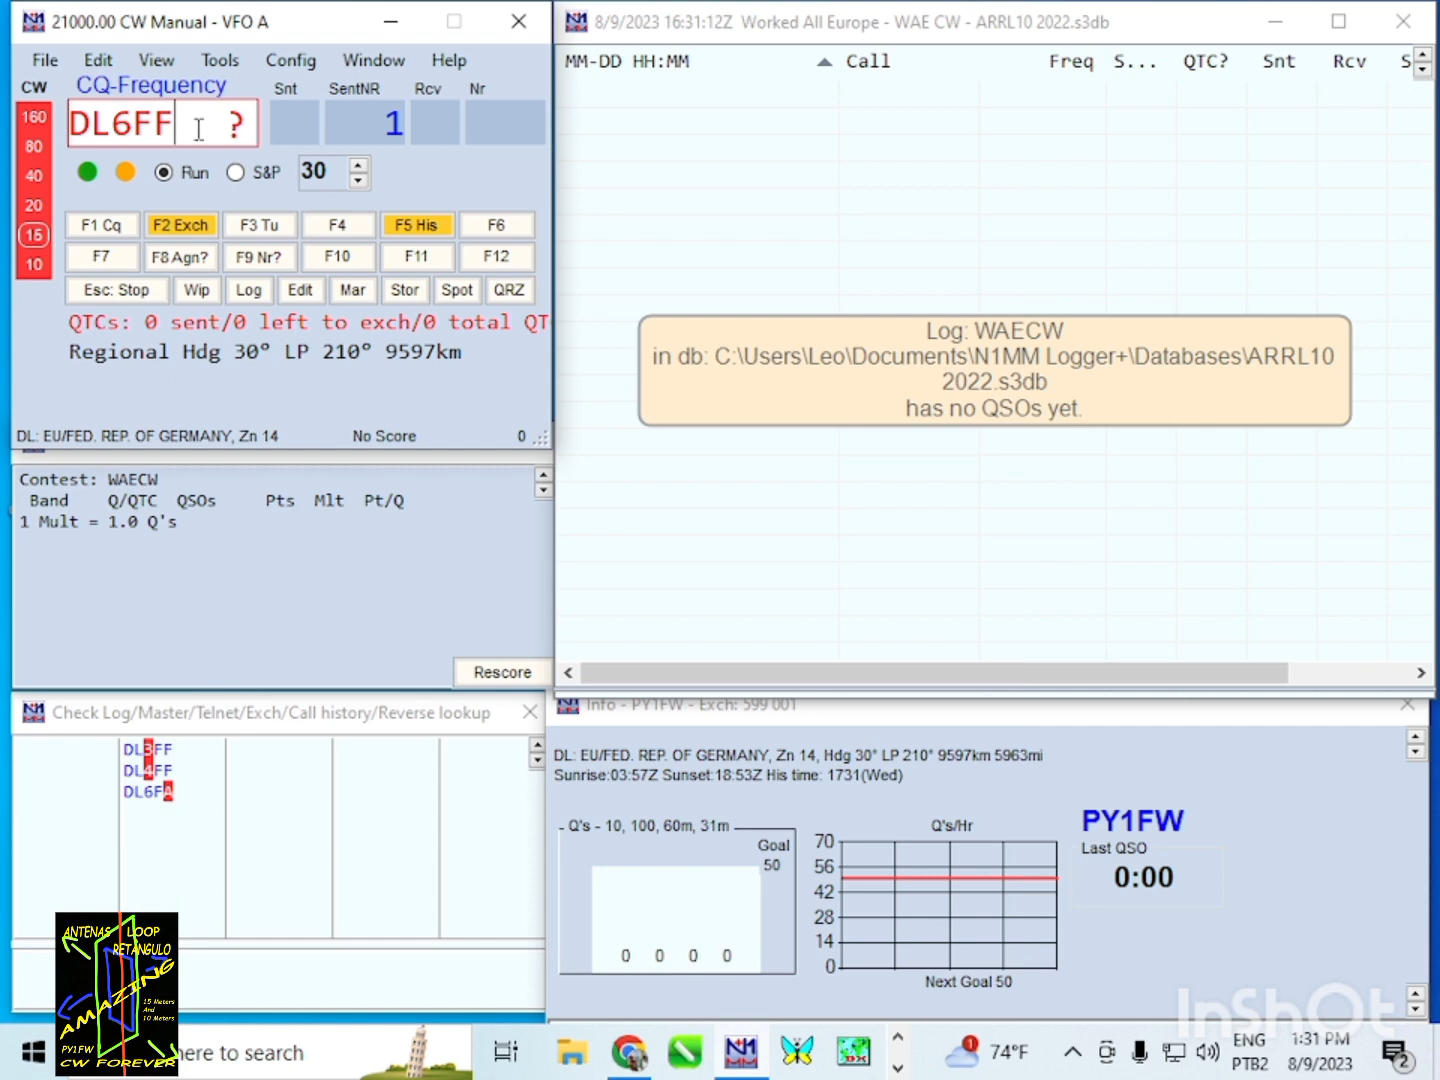 21000.00 CW Manual - VFO A
File Edit View Tools Config Window Help
CW CQ-Frequency Snt SentNR Rcv Nr
160 DL6FF ? 1
80
40 Run S&P 30
20
15
10
F1 Cq F2 Exch F3 Tu F4 F5 His F6
F7 F8 Agn? F9 Nr? F10 F11 F12
Esc: Stop Wip Log Edit Mar Stor Spot QRZ
QTCs: 0 sent/0 left to exch/0 total QT
Regional Hdg 30° LP 210° 9597km
DL: EU/FED. REP. OF GERMANY, Zn 14 No Score 0
8/9/2023 16:31:12Z Worked All Europe - WAE CW - ARRL10 2022.s3db
MM-DD HH:MM Call Freq S... QTC? Snt Rcv S
Log: WAECW
in db: C:\Users\Leo\Documents\N1MM Logger+\Databases\ARRL10
2022.s3db
has no QSOs yet.
Contest: WAECW
Band Q/QTC QSOs Pts Mlt Pt/Q
1 Mult = 1.0 Q's
Rescore
Check Log/Master/Telnet/Exch/Call history/Reverse lookup
DL3FF
DL4FF
DL6FA
Info - PY1FW - Exch: 599 001
DL: EU/FED. REP. OF GERMANY, Zn 14, Hdg 30° LP 210° 9597km 5963mi
Sunrise:03:57Z Sunset:18:53Z His time: 1731(Wed)
Q's - 10, 100, 60m, 31m
Goal
50
0 0 0 0
Q's/Hr
70
56
42
28
14
0
Next Goal 50
PY1FW
Last QSO
0:00
ANTENAS LOOP
RETANGULO
AMAZING
15 Meters
And
10 Meters
PY1FW
CW FOREVER
InShOt
here to search
1
74°F
ENG
PTB2
1:31 PM
8/9/2023
2